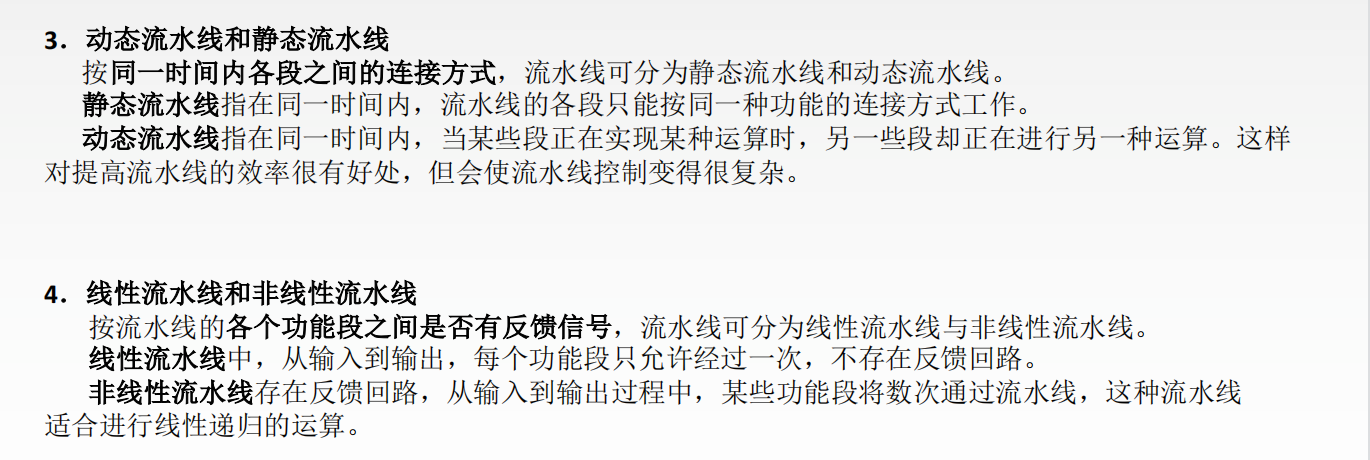 3．动态流水线和静态流水线
按同一时间内各段之间的连接方式，流水线可分为静态流水线和动态流水线。
静态流水线指在同一时间内，流水线的各段只能按同一种功能的连接方式工作。
动态流水线指在同一时间内，当某些段正在实现某种运算时，另一些段却正在进行另一种运算。这样
对提高流水线的效率很有好处，但会使流水线控制变得很复杂。
4．线性流水线和非线性流水线
按流水线的各个功能段之间是否有反馈信号，流水线可分为线性流水线与非线性流水线。
线性流水线中，从输入到输出，每个功能段只允许经过一次，不存在反馈回路。
非线性流水线存在反馈回路，从输入到输出过程中，某些功能段将数次通过流水线，这种流水线
适合进行线性递归的运算。